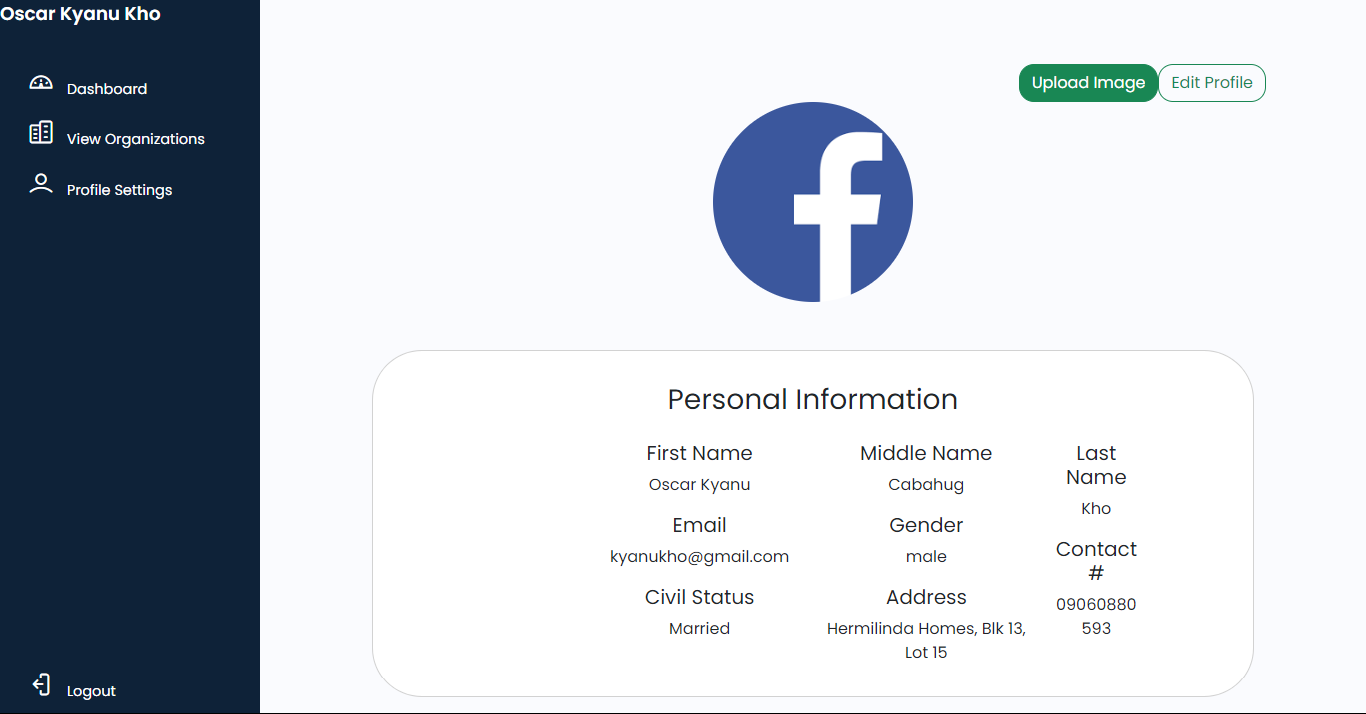 Oscar Kyanu Kho
Dashboard
View Organizations
Profile Settings
Logout
Upload Image
Edit Profile
f
Personal Information
First Name
Oscar Kyanu
Email
kyanukho@gmail.com
Civil Status
Married
Middle Name
Cabahug
Gender
male
Address
Hermilinda Homes, Blk 13,
Lot 15
Last
Name
Kho
Contact
#
09060880
593